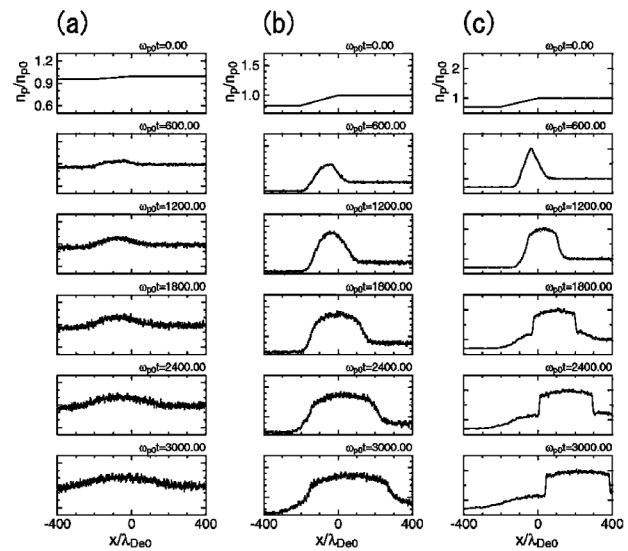 (a) (b) (c)
ωp0t=0.00 ωp0t=0.00 ωp0t=0.00
np/np0 np/np0 np/np0
1.2 1.5 2
0.9 1.0 1
0.6
ωp0t=600.00 ωp0t=600.00 ωp0t=600.00
ωp0t=1200.00 ωp0t=1200.00 ωp0t=1200.00
ωp0t=1800.00 ωp0t=1800.00 ωp0t=1800.00
ωp0t=2400.00 ωp0t=2400.00 ωp0t=2400.00
ωp0t=3000.00 ωp0t=3000.00 ωp0t=3000.00
-400 0 400 -400 0 400 -400 0 400
x/λDe0 x/λDe0 x/λDe0